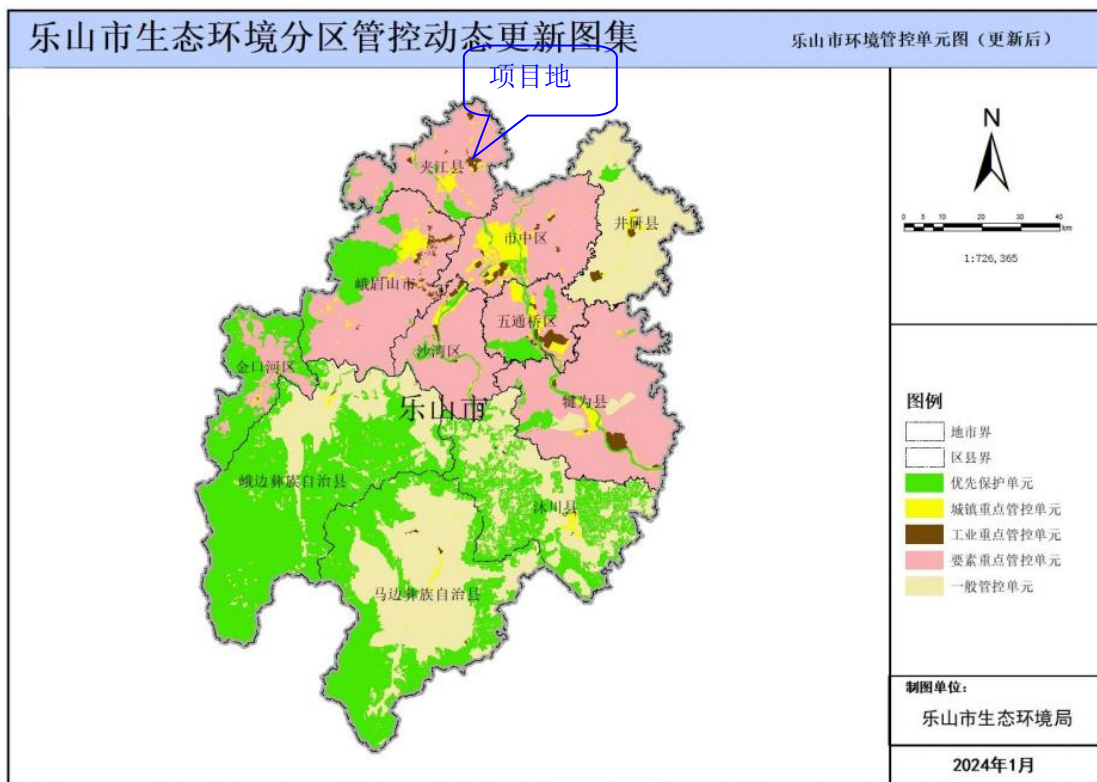 乐山市生态环境分区管控动态更新图集
乐山市环境管控单元图（更新后）
项目地
N
夹江县
井研县
市中区
峨眉山市
五通桥区
沙湾区
金口河区
乐山市
犍为县
峨边彝族自治县
沐川县
马边彝族自治县
0 5 10 20 30 40
km
1:726,365
图例
地市界
区县界
优先保护单元
城镇重点管控单元
工业重点管控单元
要素重点管控单元
一般管控单元
制图单位：
乐山市生态环境局
2024年1月